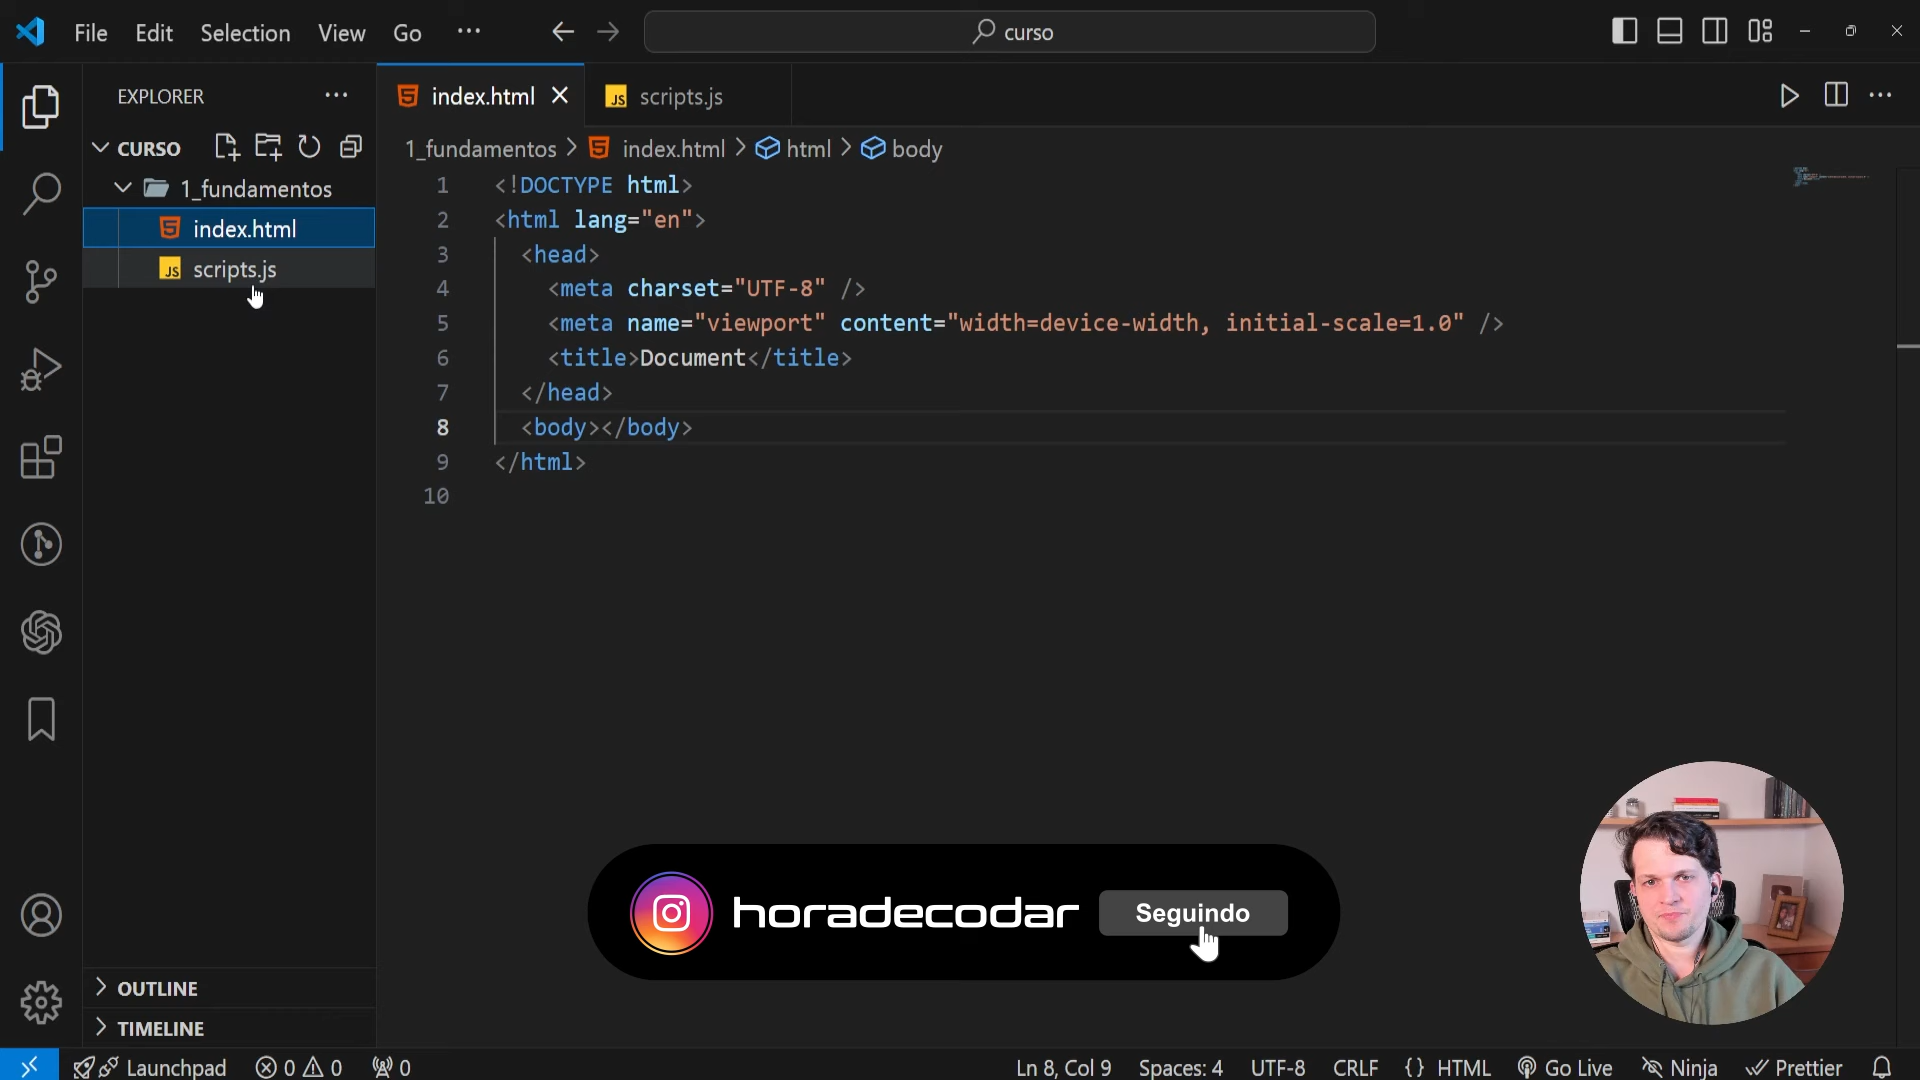 File Edit Selection View Go ··· curso
EXPLORER ···
CURSO
1_fundamentos
index.html
scripts.js
OUTLINE
TIMELINE
index.html scripts.js
1_fundamentos > index.html > html > body
1 <!DOCTYPE html>
2 <html lang="en">
3 <head>
4 <meta charset="UTF-8" />
5 <meta name="viewport" content="width=device-width, initial-scale=1.0" />
6 <title>Document</title>
7 </head>
8 <body></body>
9 </html>
10
horadecodar Seguindo
Launchpad 0 0 0 Ln 8, Col 9 Spaces: 4 UTF-8 CRLF {} HTML Go Live Ninja Prettier